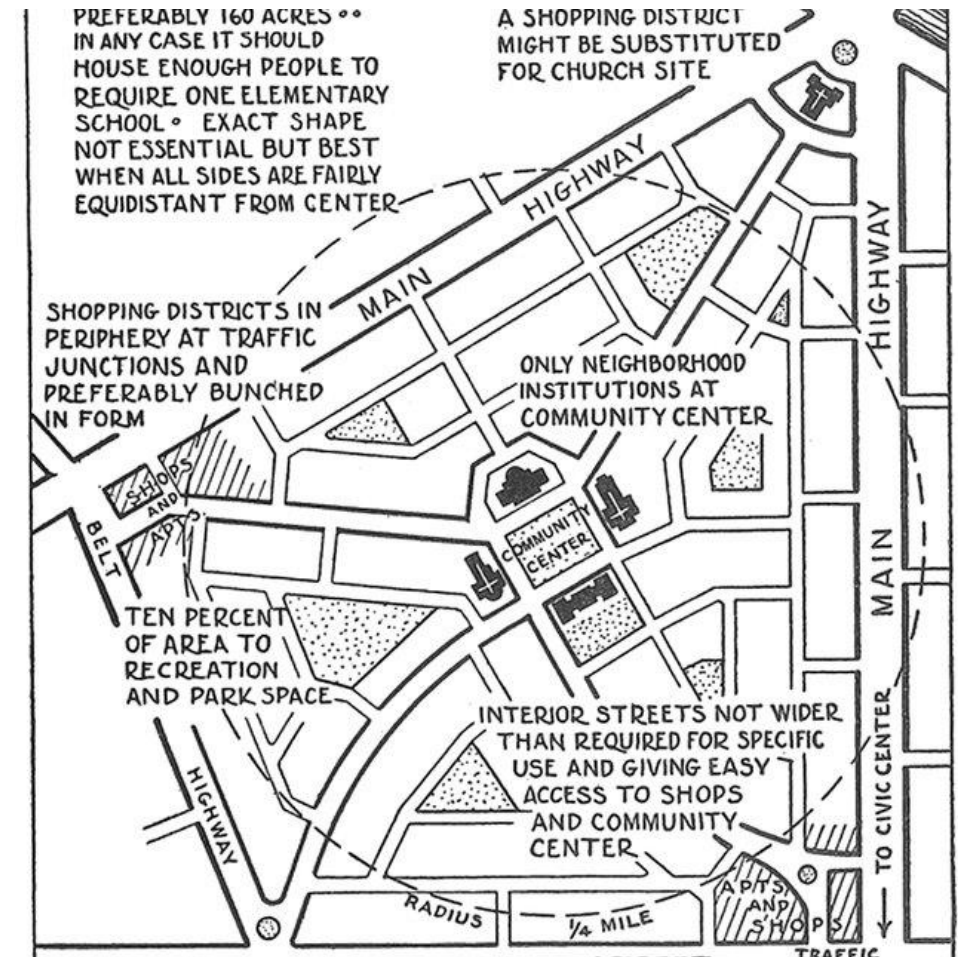 PREFERABLY 160 ACRES
IN ANY CASE IT SHOULD
HOUSE ENOUGH PEOPLE TO
REQUIRE ONE ELEMENTARY
SCHOOL. EXACT SHAPE
NOT ESSENTIAL BUT BEST
WHEN ALL SIDES ARE FAIRLY
EQUIDISTANT FROM CENTER
A SHOPPING DISTRICT
MIGHT BE SUBSTITUTED
FOR CHURCH SITE
MAIN HIGHWAY
HIGHWAY
MAIN
TO CIVIC CENTER
SHOPPING DISTRICTS IN
PERIPHERY AT TRAFFIC
JUNCTIONS AND
PREFERABLY BUNCHED
IN FORM
ONLY NEIGHBORHOOD
INSTITUTIONS AT
COMMUNITY CENTER
SHOPS
AND
APTS.
BELT
HIGHWAY
COMMUNITY
CENTER
TEN PERCENT
OF AREA TO
RECREATION
AND PARK SPACE
INTERIOR STREETS NOT WIDER
THAN REQUIRED FOR SPECIFIC
USE AND GIVING EASY
ACCESS TO SHOPS
AND COMMUNITY
CENTER
RADIUS 1/4 MILE
APTS
AND
SHOPS
TRAFFIC